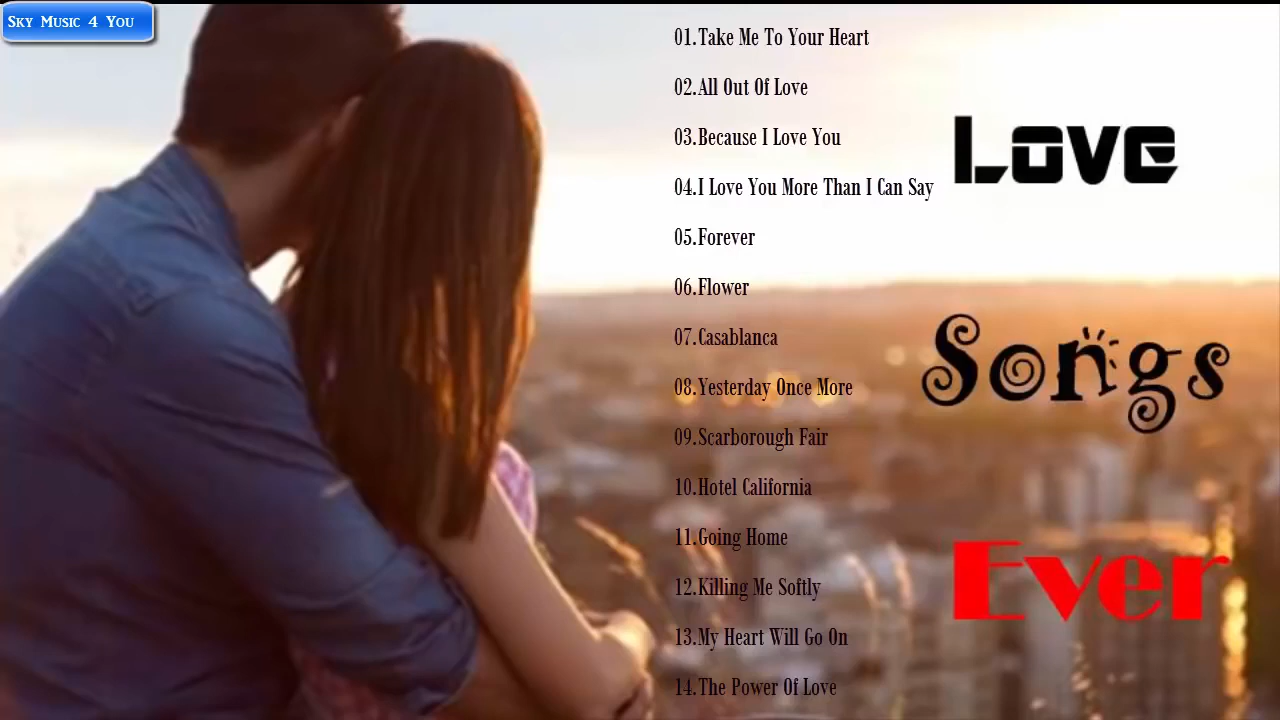 Sky Music 4 You
01.Take Me To Your Heart
02.All Out Of Love
03.Because I Love You
04.I Love You More Than I Can Say
05.Forever
06.Flower
07.Casablanca
08.Yesterday Once More
09.Scarborough Fair
10.Hotel California
11.Going Home
12.Killing Me Softly
13.My Heart Will Go On
14.The Power Of Love
Love
Songs
Ever